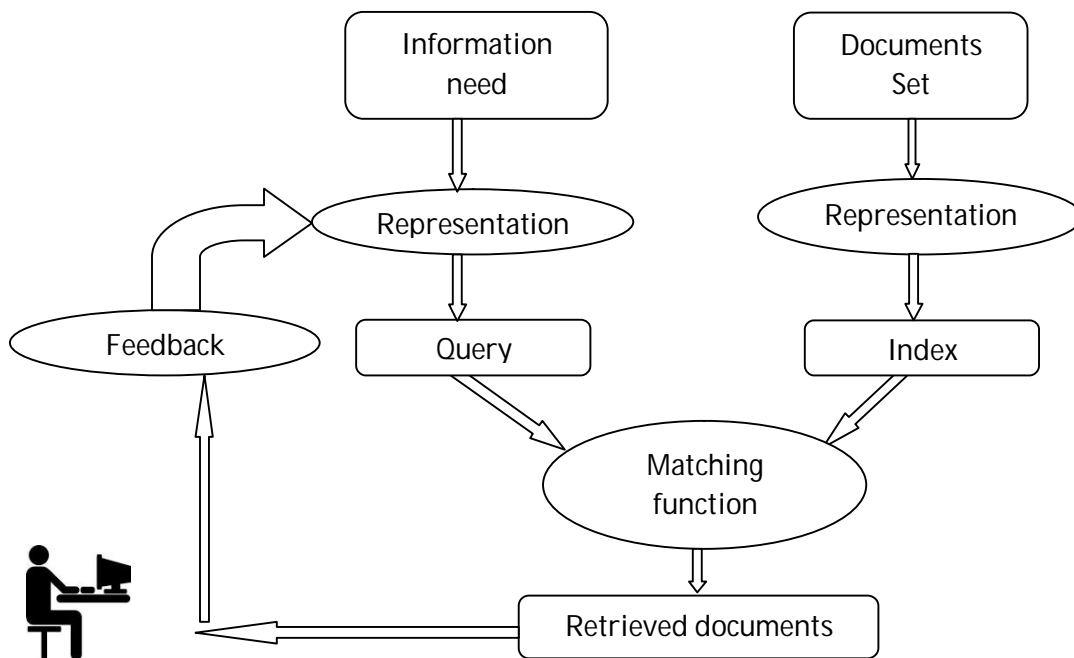 Information
need
Documents
Set
Representation
Representation
Feedback
Query
Index
Matching
function
Retrieved documents